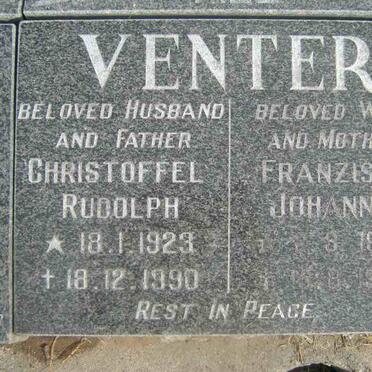 VENTER
BELOVED HUSBAND
AND FATHER
CHRISTOFFEL
RUDOLPH
★ 18.1.1923
✝ 18.12.1990
BELOVED W
AND MOTH
FRANZIS
JOHANN
REST IN PEACE